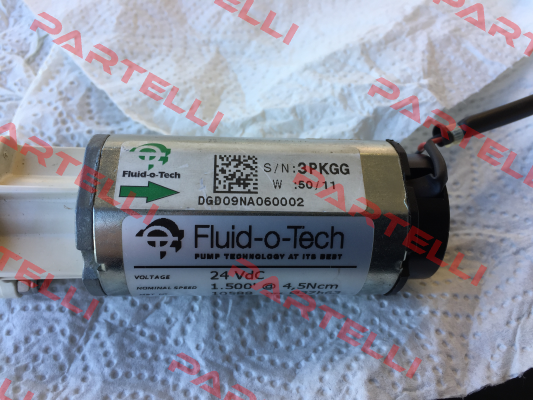 Fluid-o-Tech
S/N:3PKGG
W :50/11
DGD09NA060002
Fluid-o-Tech
PUMP TECHNOLOGY AT ITS BEST
VOLTAGE 24 VdC
NOMINAL SPEED 1.500' @ 4,5Ncm
PARTELLI
PARTELLI
PARTELLI
PARTELLI
PARTELLI
PARTELLI